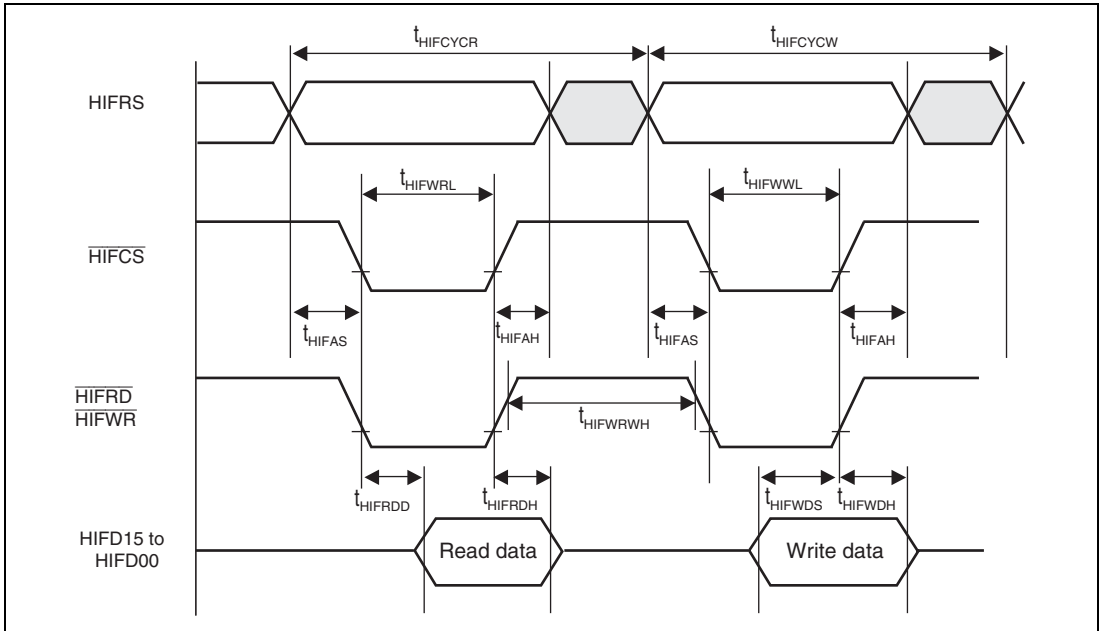 tHIFCYCR
tHIFCYCW
HIFRS
tHIFWRL
tHIFWWL
HIFCS
tHIFAS
tHIFAH
tHIFAS
tHIFAH
HIFRD
HIFWR
tHIFWRWH
tHIFRDD
tHIFRDH
tHIFWDS
tHIFWDH
HIFD15 to
HIFD00
Read data
Write data